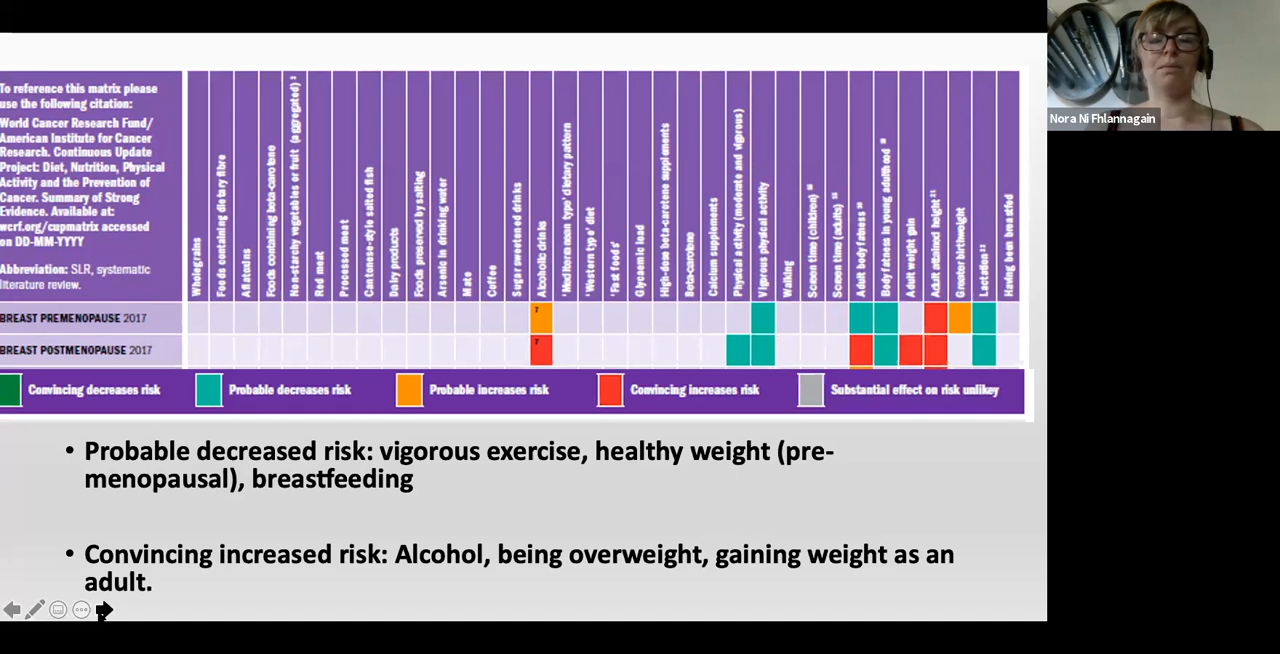 To reference this matrix please
use the following citation:
World Cancer Research Fund/
American Institute for Cancer
Research. Continuous Update
Project: Diet, Nutrition, Physical
Activity and the Prevention of
Cancer. Summary of Strong
Evidence. Available at:
wcrf.org/cupmatrix accessed
on DD-MM-YYYY
Abbreviation: SLR, systematic
literature review.
Wholegrains
Foods containing dietary fibre
Aflatoxins
Foods containing beta-carotene
Non-starchy vegetables or fruit (aggregated)
Red meat
Processed meat
Cantonese-style salted fish
Dairy products
Foods preserved by salting
Arsenic in drinking water
Mate
Coffee
Sugar sweetened drinks
Alcoholic drinks
'Mediterranean type' dietary pattern
'Western type' diet
'Fast foods'
Glycaemic load
High-dose beta-carotene supplements
Beta-carotene
Calcium supplements
Physical activity (moderate and vigorous)
Vigorous physical activity
Walking
Screen time (children)
Screen time (adults)
Adult body fatness
Body fatness in young adulthood
Adult weight gain
Adult attained height
Greater birthweight
Lactation
Having been breastfed
BREAST PREMENOPAUSE 2017
7
BREAST POSTMENOPAUSE 2017
7
Convincing decreases risk
Probable decreases risk
Probable increases risk
Convincing increases risk
Substantial effect on risk unlikey
• Probable decreased risk: vigorous exercise, healthy weight (pre-
menopausal), breastfeeding
• Convincing increased risk: Alcohol, being overweight, gaining weight as an
adult.
Nora Ni Fhlannagain